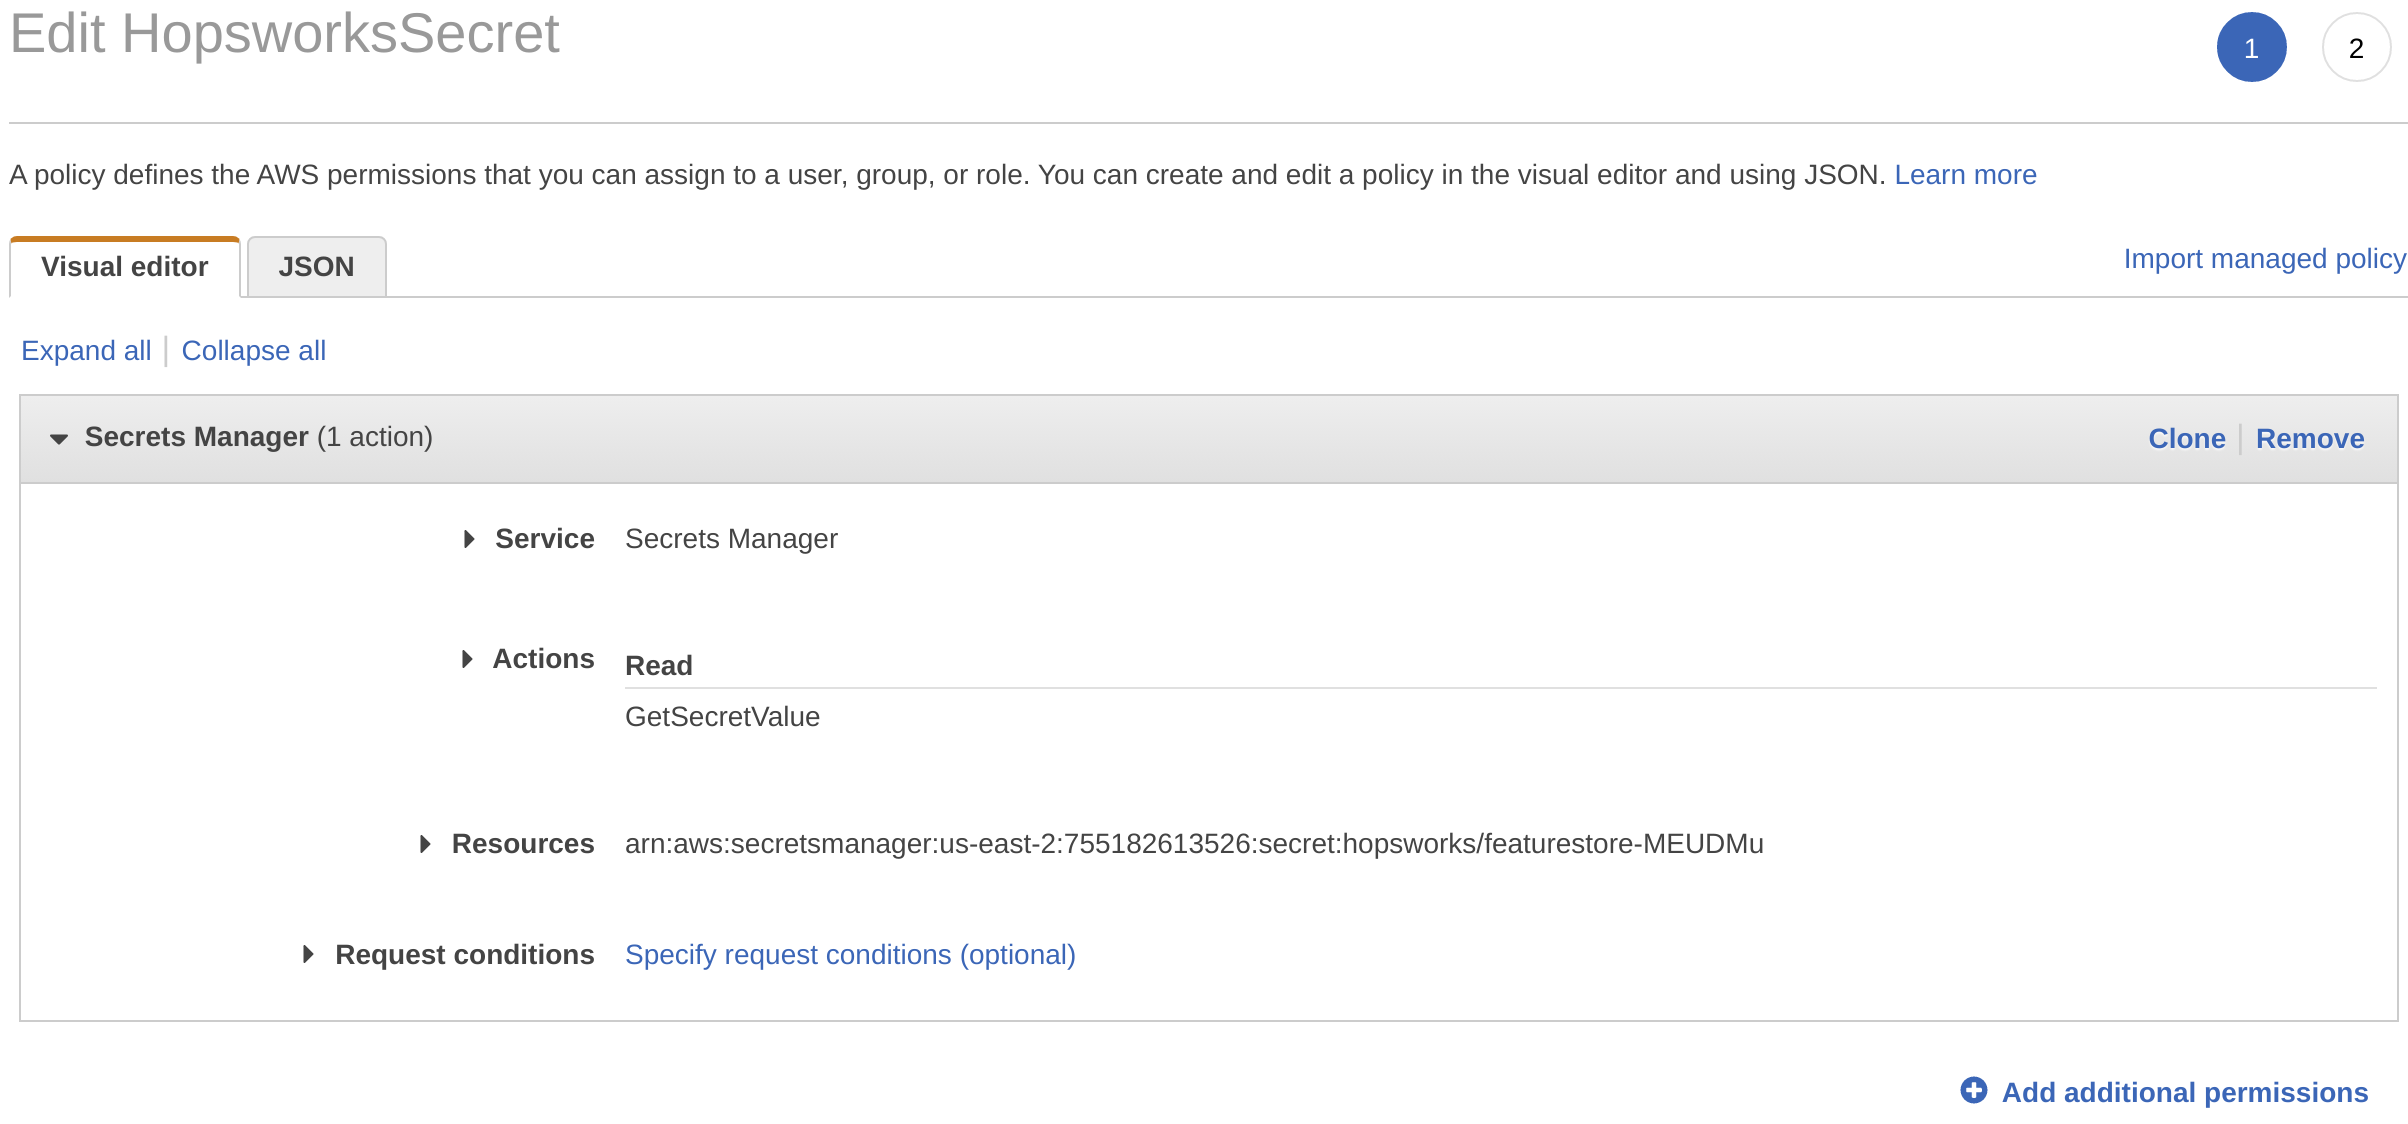 Edit HopsworksSecret
1 2
A policy defines the AWS permissions that you can assign to a user, group, or role. You can create and edit a policy in the visual editor and using JSON. Learn more
Visual editor JSON Import managed policy
Expand all Collapse all
Secrets Manager (1 action) Clone Remove
Service Secrets Manager
Actions Read
GetSecretValue
Resources arn:aws:secretsmanager:us-east-2:755182613526:secret:hopsworks/featurestore-MEUDMu
Request conditions Specify request conditions (optional)
Add additional permissions